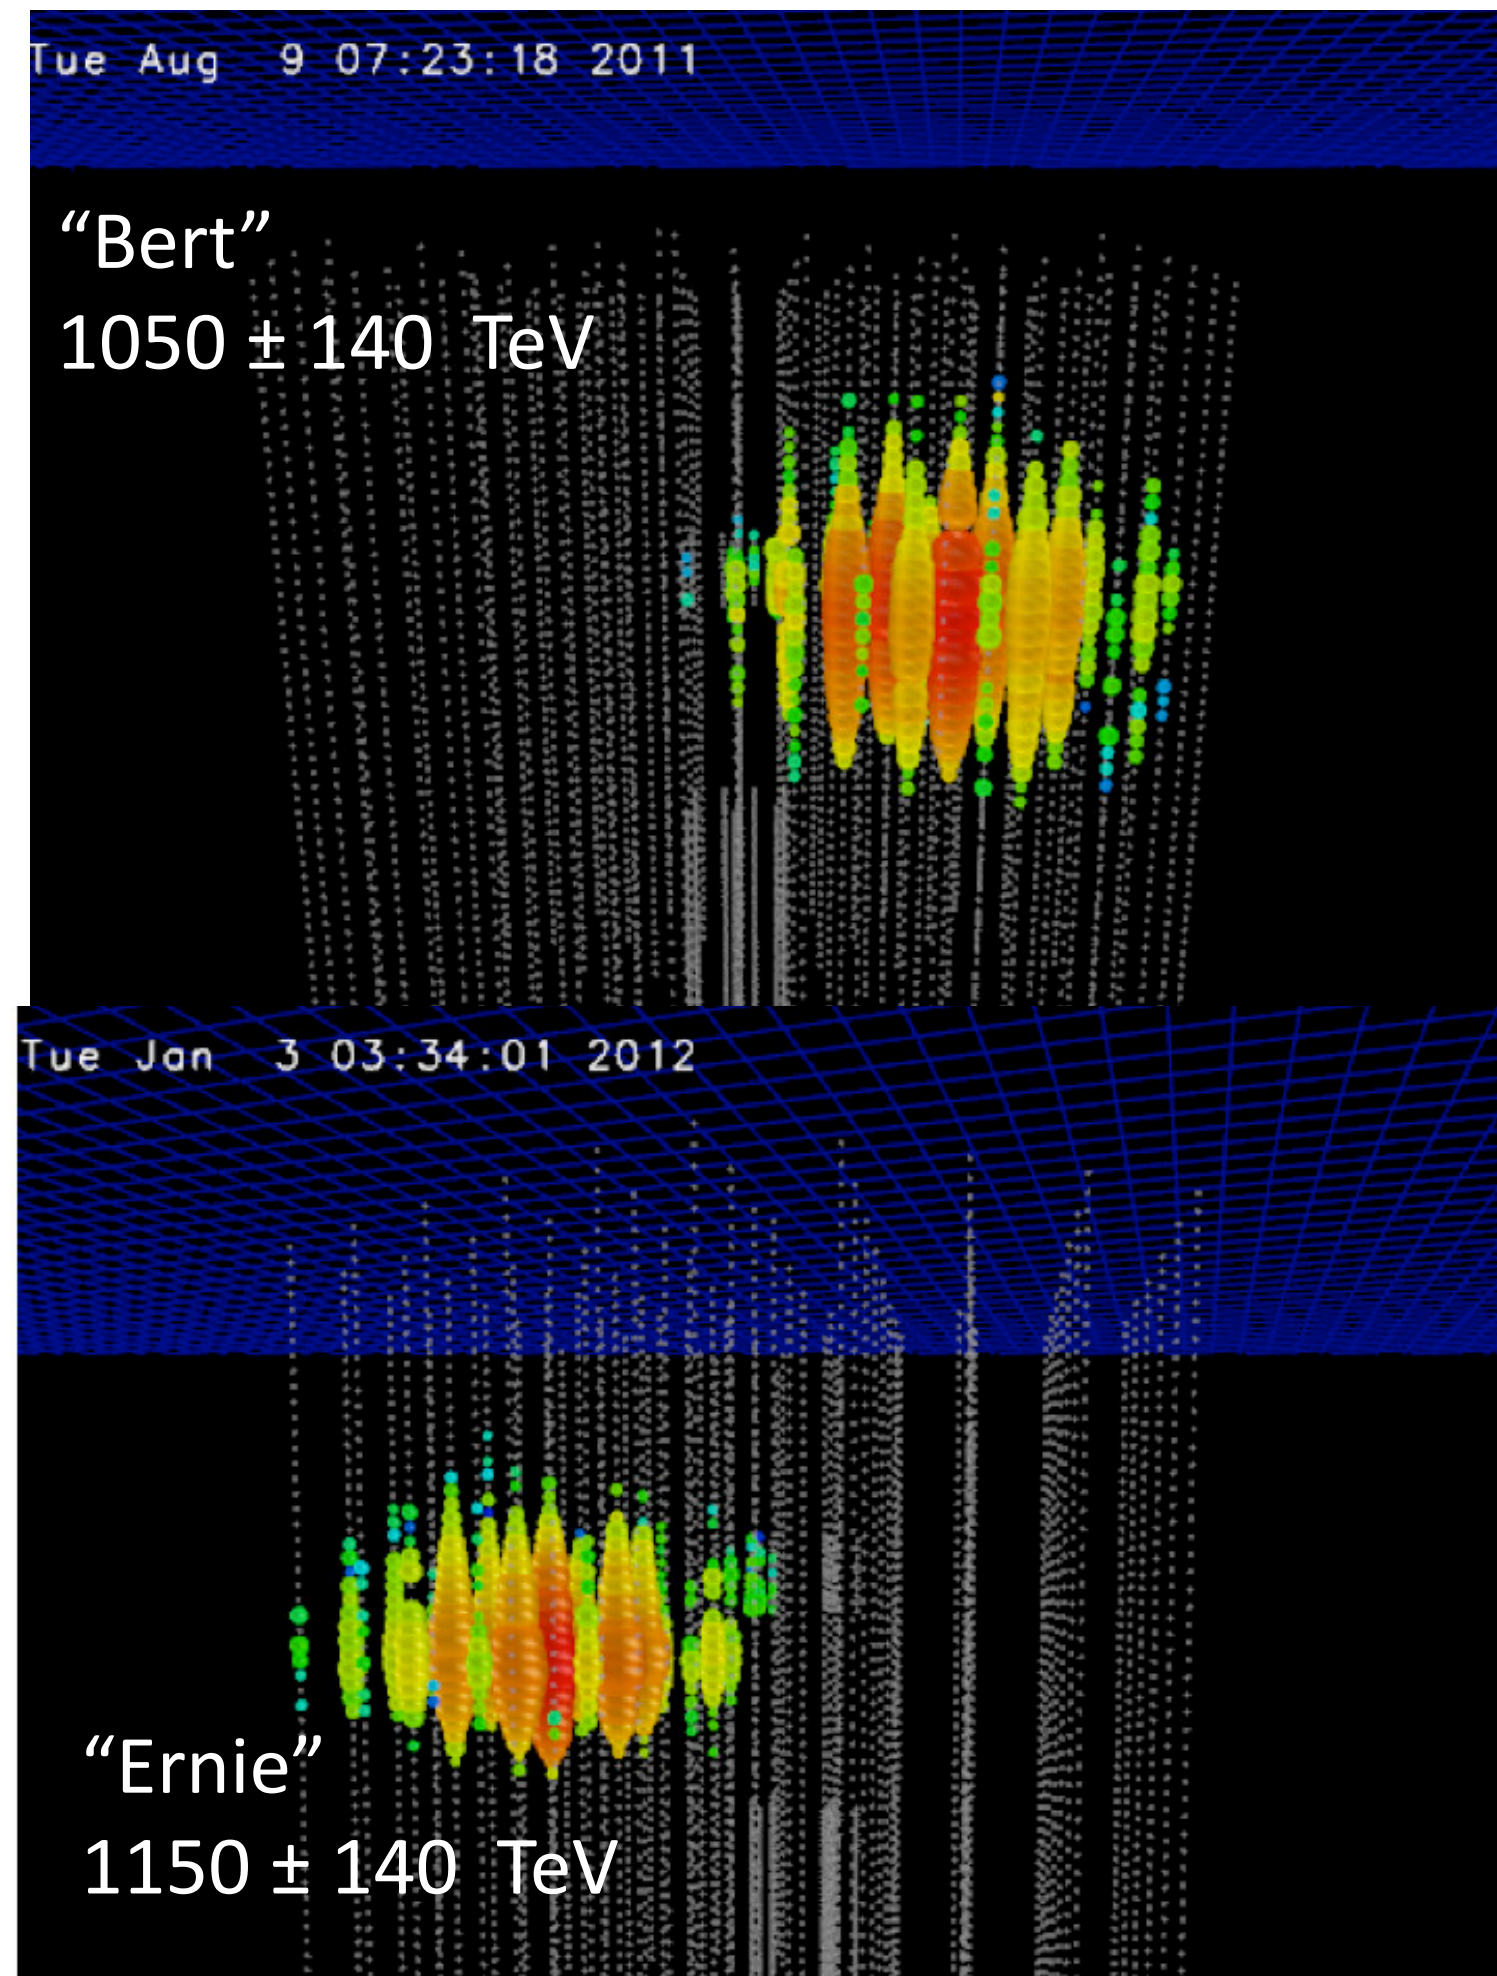 Tue Aug  9 07:23:18 2011
“Bert”
1050 ± 140  TeV
Tue Jan  3 03:34:01 2012
“Ernie”
1150 ± 140  TeV